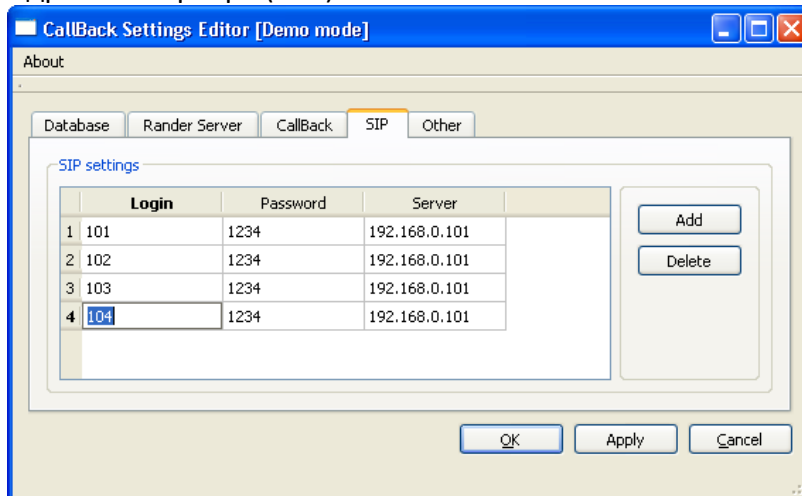 CallBack Settings Editor [Demo mode]
About
Database Rander Server CallBack SIP Other
SIP settings
Login Password Server
1 101 1234 192.168.0.101
2 102 1234 192.168.0.101
3 103 1234 192.168.0.101
4 104 1234 192.168.0.101
Add
Delete
OK Apply Cancel